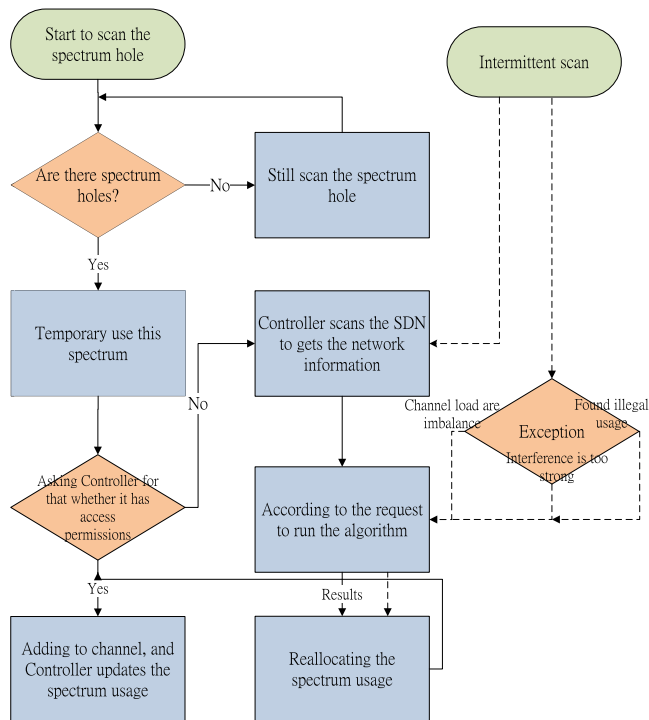 Start to scan the
spectrum hole
Intermittent scan
Are there spectrum
holes?
No
Still scan the spectrum
hole
Yes
Temporary use this
spectrum
Controller scans the SDN
to gets the network
information
No
Channel load are
imbalance
Found illegal
usage
Exception
Interference is too
strong
Asking Controller for
that whether it has
access
permissions
According to the request
to run the algorithm
Yes
Results
Adding to channel, and
Controller updates the
spectrum usage
Reallocating the
spectrum usage